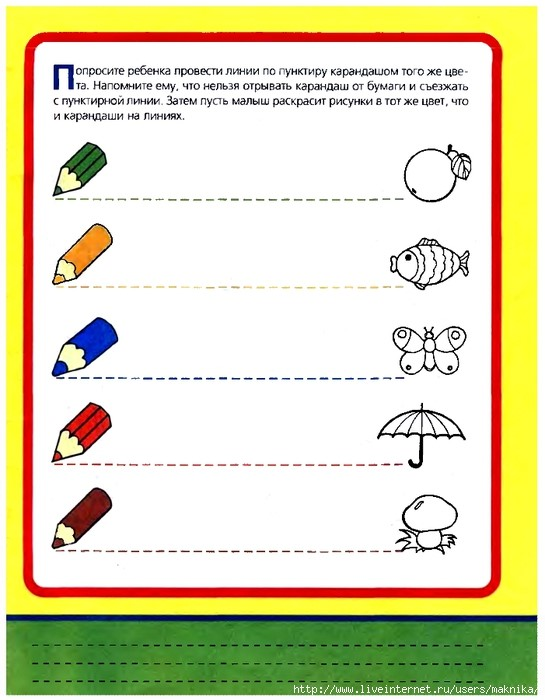 Попросите ребенка провести линии по пунктиру карандашом того же цве-
та. Напомните ему, что нельзя отрывать карандаш от бумаги и съезжать
с пунктирной линии. Затем пусть малыш раскрасит рисунки в тот же цвет, что
и карандаши на линиях.
http://www.liveinternet.ru/users/maknika/